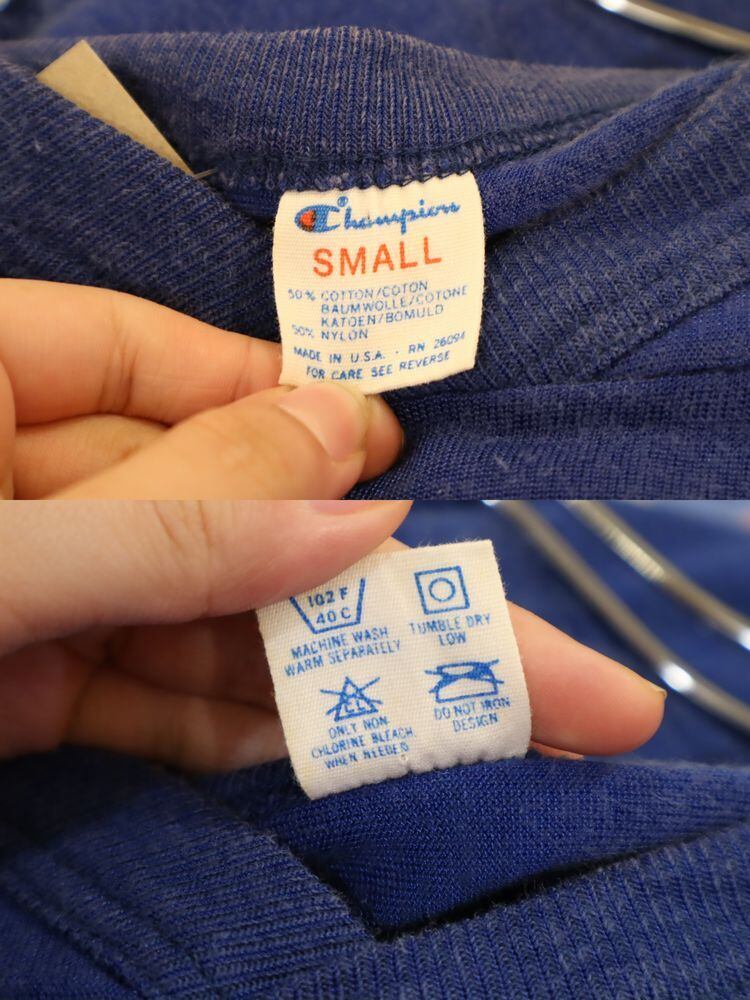 Champion®
SMALL
50% COTTON/COTON
BAUMWOLLE/COTONE
KATOEN/BOMULD
50% NYLON
MADE IN U.S.A. · RN 26094
FOR CARE SEE REVERSE
102 F
40 C
MACHINE WASH
WARM SEPARATELY
TUMBLE DRY
LOW
CL
ONLY NON
CHLORINE BLEACH
WHEN NEEDED
DO NOT IRON
DESIGN